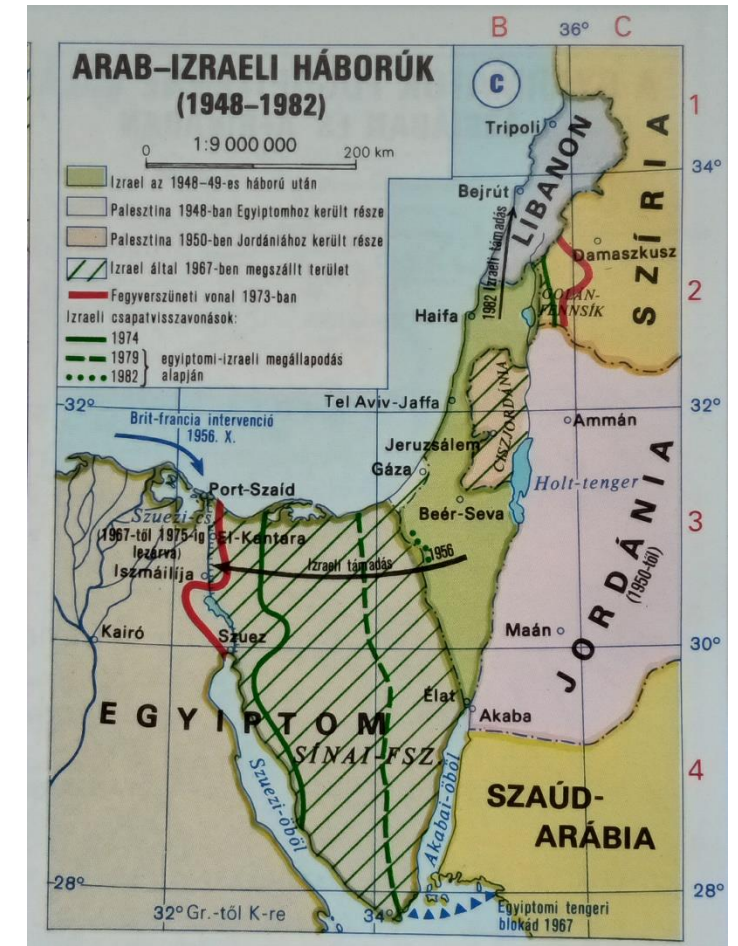 B 36° C
ARAB–IZRAELI HÁBORÚK
(1948–1982)
C
1:9 000 000
0 200 km
Izrael az 1948–49-es háború után
Palesztina 1948-ban Egyiptomhoz került része
Palesztina 1950-ben Jordániához került része
Izrael által 1967-ben megszállt terület
Fegyverszüneti vonal 1973-ban
Izraeli csapatvisszavonások:
1974
1979
1982
egyiptomi-izraeli megállapodás
alapján
1
Tripoli
34°
Bejrút
LIBANON
SZÍRIA
1982 Izraeli támadás
Damaszkusz
2
GOLÁN-
FENNSÍK
Haifa
32°
Tel Aviv-Jaffa
32°
Brit-francia intervenció
1956. X.
CISZJORDÁNIA
Ammán
Jeruzsálem
Gáza
Holt-tenger
Port-Szaíd
Beér-Seva
3
Szuezi-cs.
1967-től 1975-ig
lezárva)
El-Kantara
1956
Izraeli támadás
Iszmáilíja
JORDÁNIA
(1950-től)
Kairó
Szuez
Maán
30°
Élat
Akaba
EGYIPTOM
SÍNAI-FSZ.
Szuezi-öböl
Akabai-öböl
4
SZAÚD-
ARÁBIA
28°
28°
32° Gr.-től K-re
34°
Egyiptomi tengeri
blokád 1967